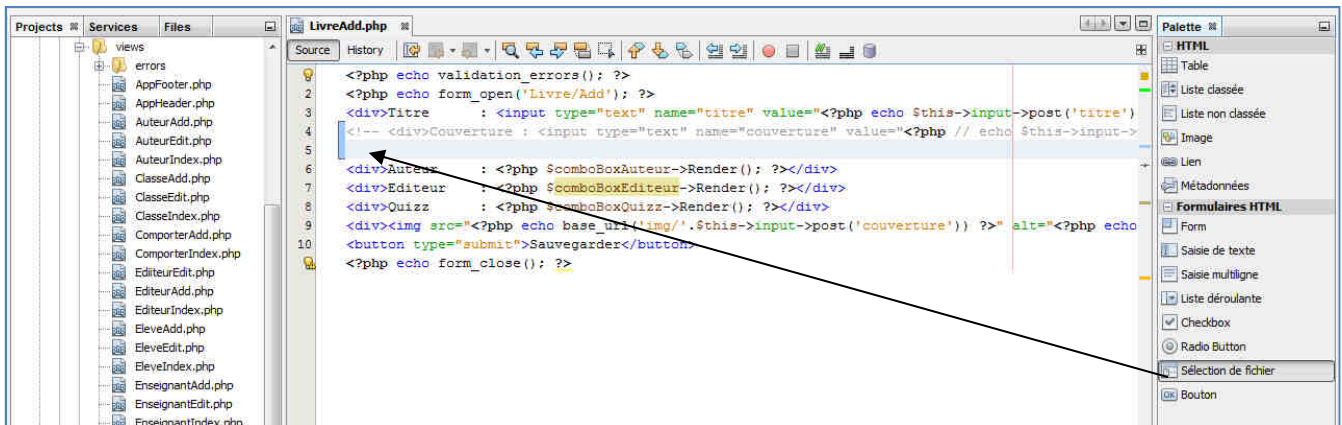 Projects Services Files
views
errors
AppFooter.php
AppHeader.php
AuteurAdd.php
AuteurEdit.php
AuteurIndex.php
ClasseAdd.php
ClasseEdit.php
ClasseIndex.php
ComporterAdd.php
ComporterIndex.php
EdiiteurEdit.php
EditeurAdd.php
EditeurIndex.php
EleveAdd.php
EleveEdit.php
EleveIndex.php
EnseignantAdd.php
EnseignantEdit.php
EnseignantIndex.php
LivreAdd.php
Source History
<?php echo validation_errors(); ?>
2 <?php echo form_open('Livre/Add'); ?>
3 <div>Titre : <input type="text" name="titre" value="<?php echo $this->input->post('titre')
4 <!-- <div>Couverture : <input type="text" name="couverture" value="<?php // echo $this->input->
5
6 <div>Auteur : <?php $comboBoxAuteur->Render(); ?></div>
7 <div>Editeur : <?php $comboBoxEditeur->Render(); ?></div>
8 <div>Quizz : <?php $comboBoxQuizz->Render(); ?></div>
9 <div><img src="<?php echo base_url('img/'.$this->input->post('couverture')) ?>" alt="<?php echo
10 <button type="submit">Sauvegarder</button>
<?php echo form_close(); ?>
Palette
HTML
Table
Liste classée
Liste non classée
Image
Lien
Métadonnées
Formulaires HTML
Form
Saisie de texte
Saisie multiligne
Liste déroulante
Checkbox
Radio Button
Sélection de fichier
OK Bouton